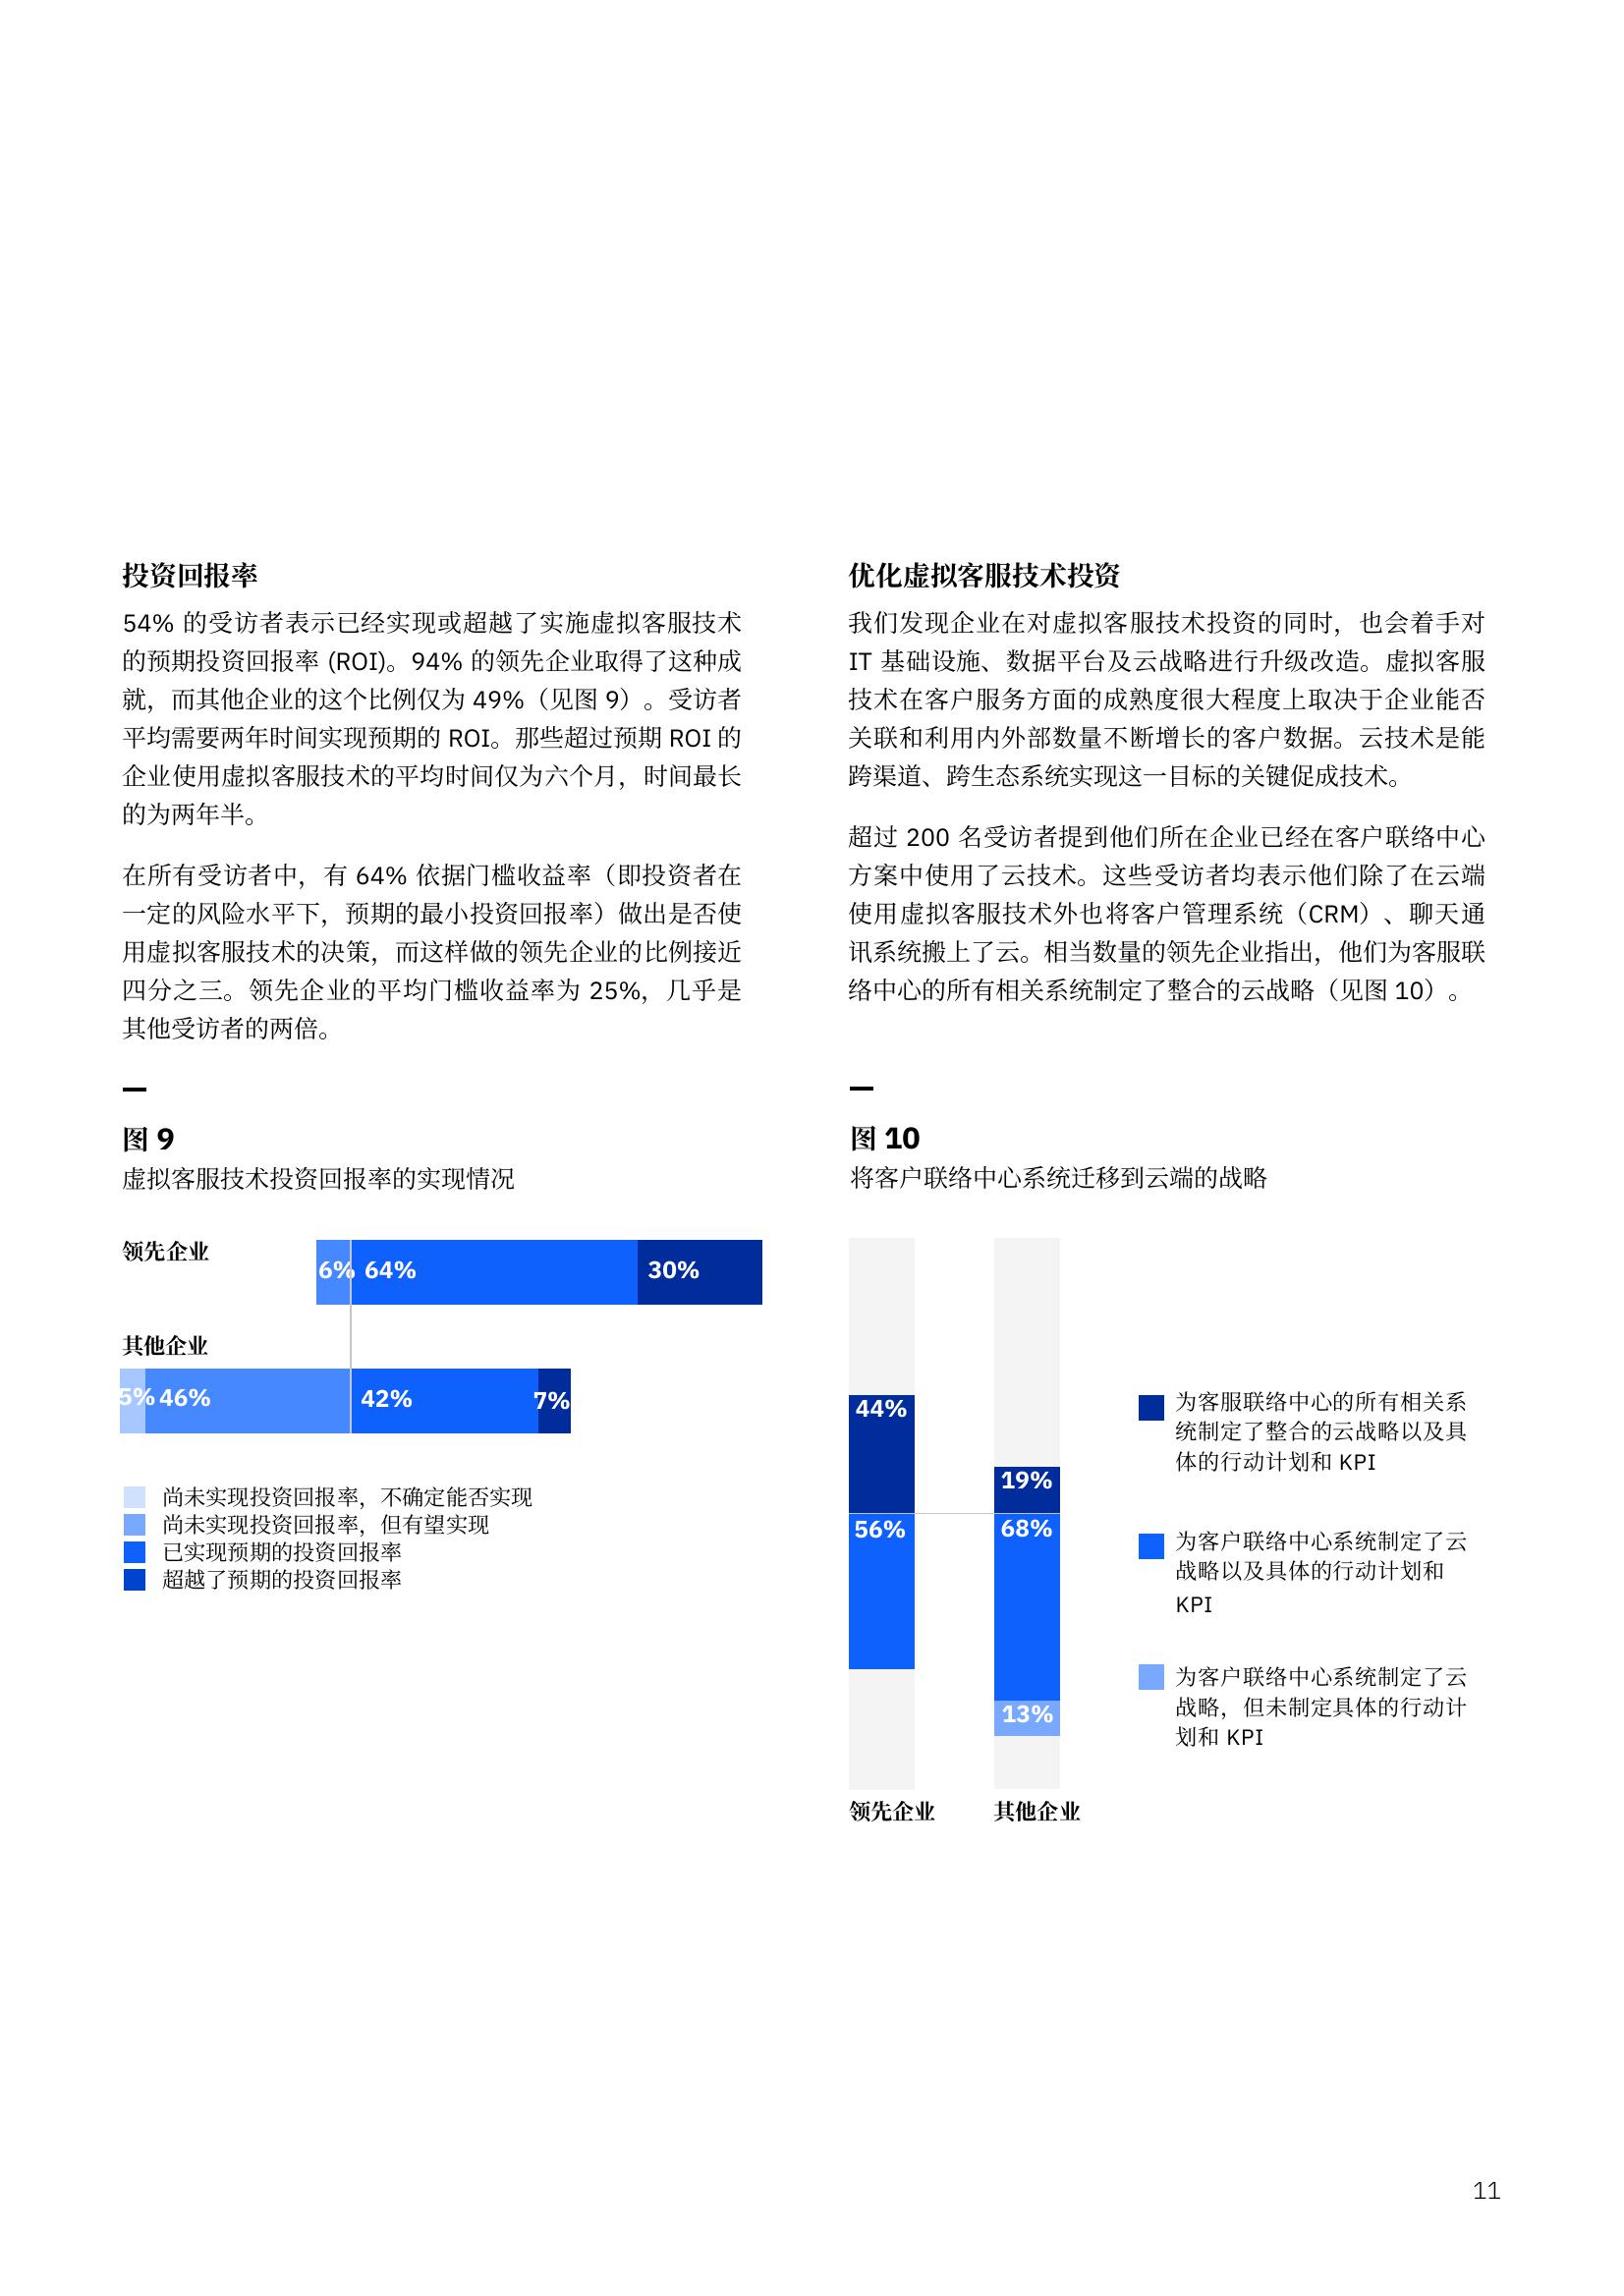 投资回报率
54% 的受访者表示已经实现或超越了实施虚拟客服技术
的预期投资回报率 (ROI)。94% 的领先企业取得了这种成
就，而其他企业的这个比例仅为 49%（见图 9）。受访者
平均需要两年时间实现预期的 ROI。那些超过预期 ROI 的
企业使用虚拟客服技术的平均时间仅为六个月，时间最长
的为两年半。
在所有受访者中，有 64% 依据门槛收益率（即投资者在
一定的风险水平下，预期的最小投资回报率）做出是否使
用虚拟客服技术的决策，而这样做的领先企业的比例接近
四分之三。领先企业的平均门槛收益率为 25%，几乎是
其他受访者的两倍。
图 9
虚拟客服技术投资回报率的实现情况
领先企业
6% 64% 30%
其他企业
5% 46% 42% 7%
尚未实现投资回报率，不确定能否实现
尚未实现投资回报率，但有望实现
已实现预期的投资回报率
超越了预期的投资回报率
优化虚拟客服技术投资
我们发现企业在对虚拟客服技术投资的同时，也会着手对
IT 基础设施、数据平台及云战略进行升级改造。虚拟客服
技术在客户服务方面的成熟度很大程度上取决于企业能否
关联和利用内外部数量不断增长的客户数据。云技术是能
跨渠道、跨生态系统实现这一目标的关键促成技术。
超过 200 名受访者提到他们所在企业已经在客户联络中心
方案中使用了云技术。这些受访者均表示他们除了在云端
使用虚拟客服技术外也将客户管理系统（CRM）、聊天通
讯系统搬上了云。相当数量的领先企业指出，他们为客服联
络中心的所有相关系统制定了整合的云战略（见图 10）。
图 10
将客户联络中心系统迁移到云端的战略
44%
19%
56% 68%
13%
领先企业 其他企业
为客服联络中心的所有相关系
统制定了整合的云战略以及具
体的行动计划和 KPI
为客户联络中心系统制定了云
战略以及具体的行动计划和
KPI
为客户联络中心系统制定了云
战略，但未制定具体的行动计
划和 KPI
11